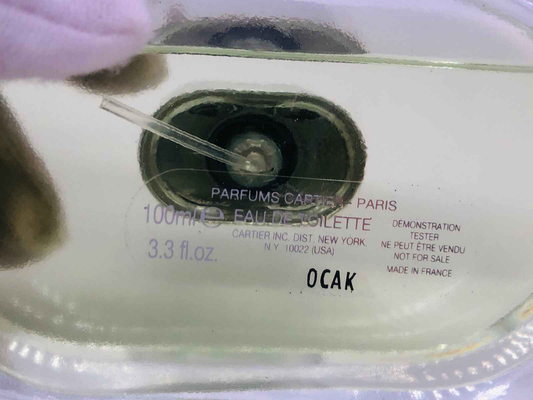 PARFUMS CARTIER - PARIS
100ml ℮ EAU DE TOILETTE
3.3 fl.oz.
CARTIER INC. DIST. NEW YORK.
N.Y. 10022 (USA)
DEMONSTRATION
TESTER
NE PEUT ÊTRE VENDU
NOT FOR SALE
MADE IN FRANCE
OCAK